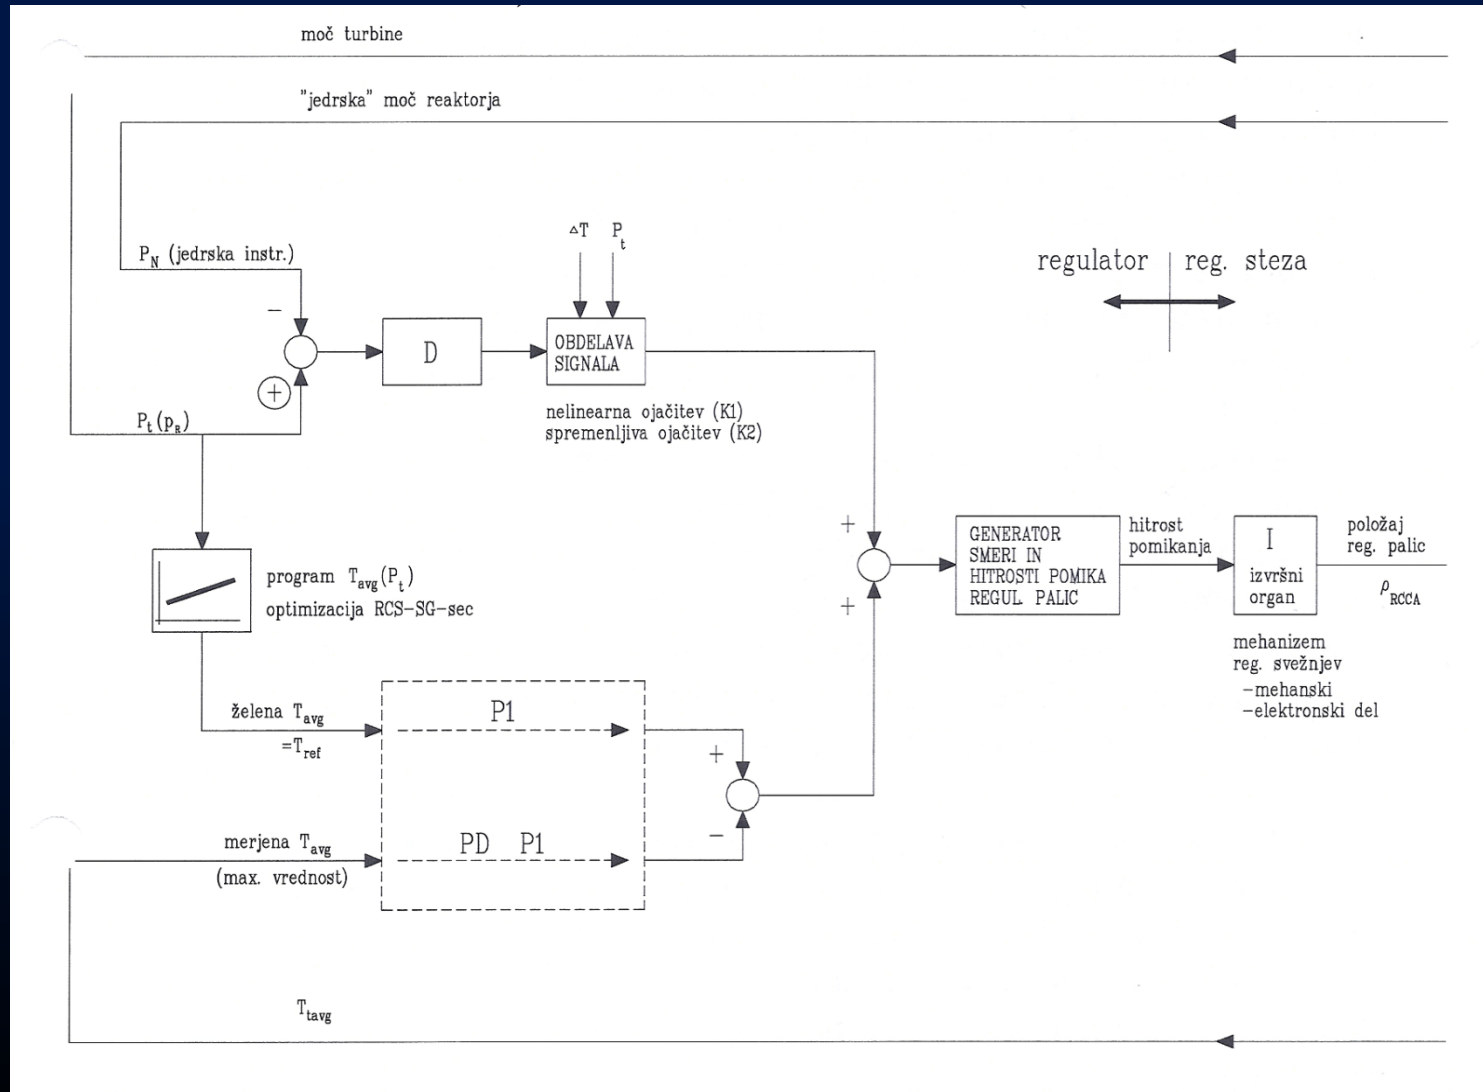 moč turbine
"jedrska" moč reaktorja
P_N (jedrska instr.)
ΔT P_t
regulator reg. steza
−
D
OBDELAVA
SIGNALA
+
P_t(p_R)
nelinearna ojačitev (K1)
spremenljiva ojačitev (K2)
+
GENERATOR
SMERI IN
HITROSTI POMIKA
REGUL. PALIC
hitrost
pomikanja
I
izvršni
organ
položaj
reg. palic
ρ_RCCA
+
program T_avg(P_t)
optimizacija RCS-SG-sec
mehanizem
reg. svežnjev
-mehanski
-elektronski del
želena T_avg
=T_ref
P1
+
merjena T_avg
(max. vrednost)
PD P1
−
T_tavg